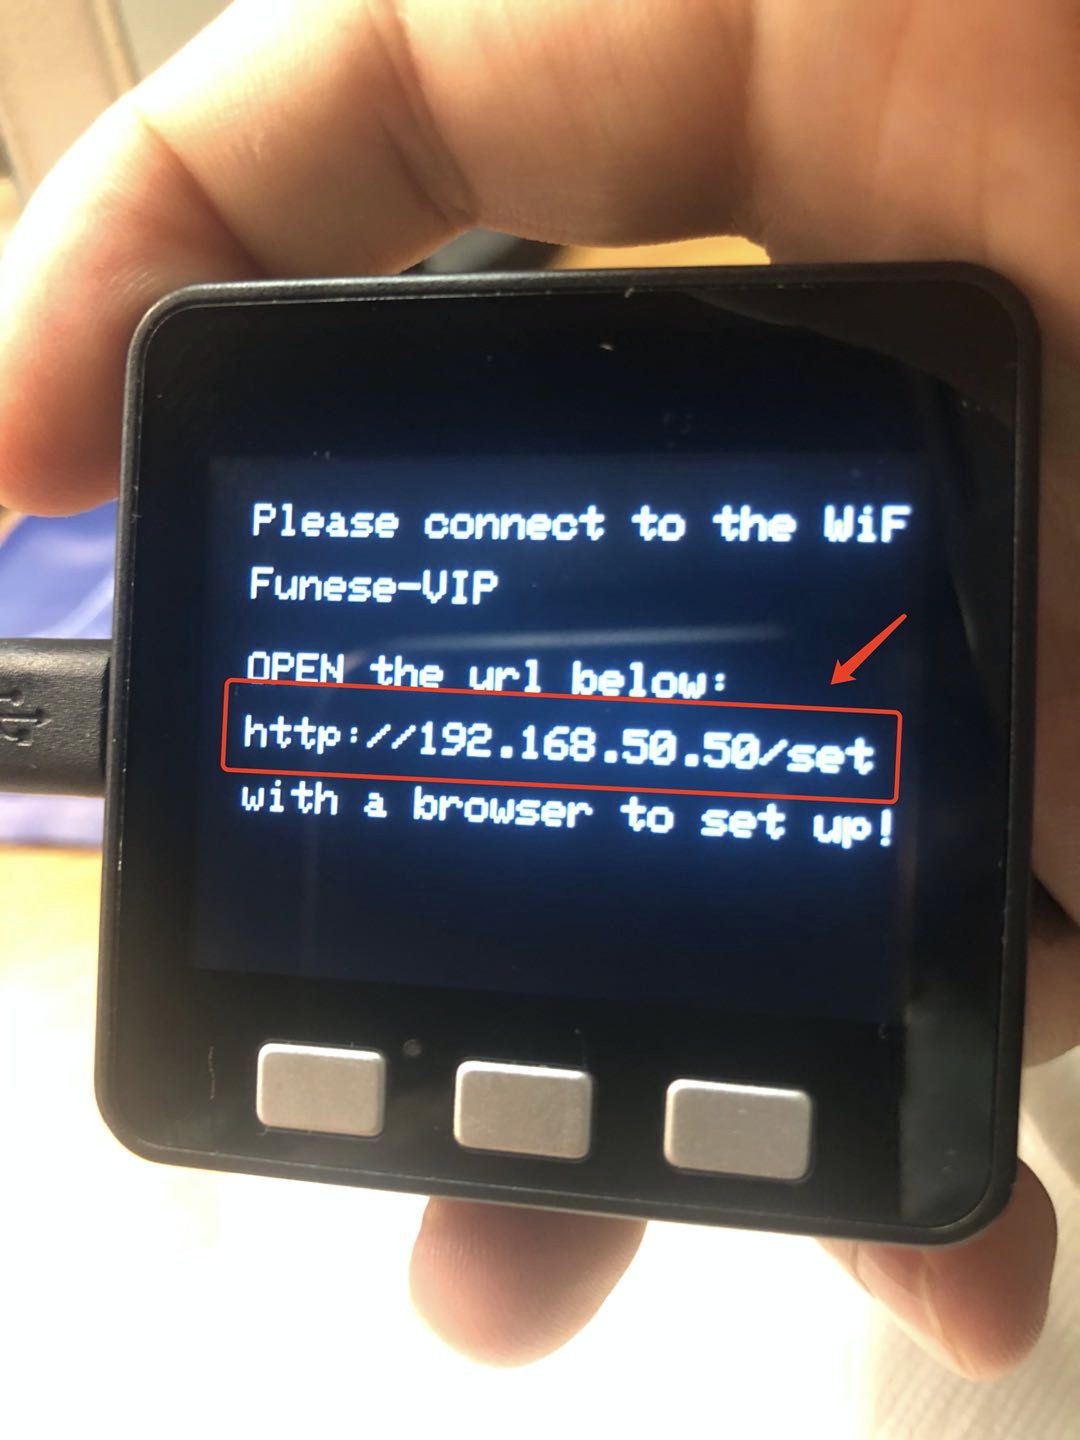 Please connect to the WiF
Funese-VIP
OPEN the url below:
http://192.168.50.50/set
with a browser to set up!